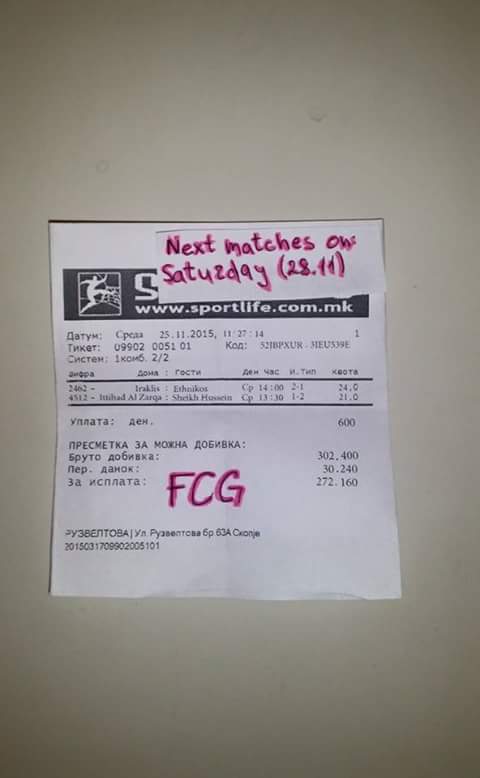 Next matches on:
Saturday (28.11)
S
www.sportlife.com.mk
Датум: Среда 25.11.2015, 11/27:14 1
Тикет: 09902 0051 01 Код: 52JBPXUR-3IEU539E
Систем: 1комб. 2/2
Шифра Дома : Гости Ден Час И.Тип Квота
2462 - Iraklis : Ethnikos Ср 14:00 2-1 24,0
4512 - Ittihad Al Zarqa : Sheikh Hussein Ср 13:30 1-2 21,0
Уплата: ден. 600
ПРЕСМЕТКА ЗА МОЖНА ДОБИВКА:
Бруто добивка: 302,400
Пер. данок: 30.240
За исплата: 272.160
FCG
РУЗВЕЛТОВА | Ул. Рузвелтова бр 63А Скопје
2015031709902005101